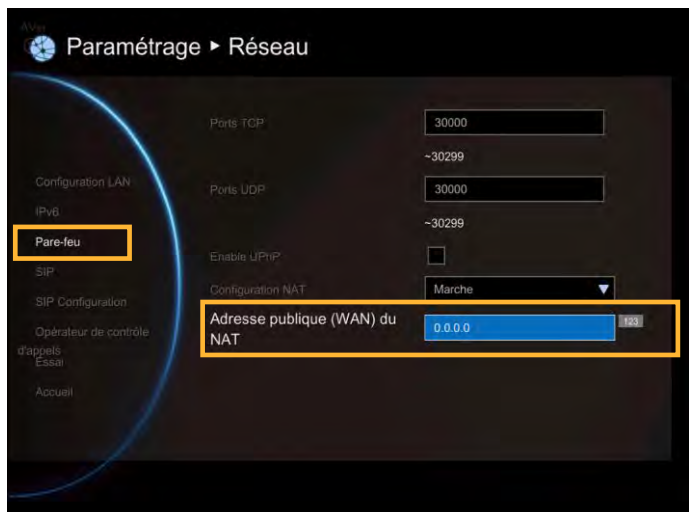 AVer
Paramétrage ▸ Réseau
Ports TCP
30000
~30299
Configuration LAN
Ports UDP
30000
IPv6
~30299
Pare-feu
Enable UPnP
SIP
Configuration NAT
Marche
SIP Configuration
Adresse publique (WAN) du
NAT
0.0.0.0
123
Opérateur de contrôle
d'appels
Essai
Accueil